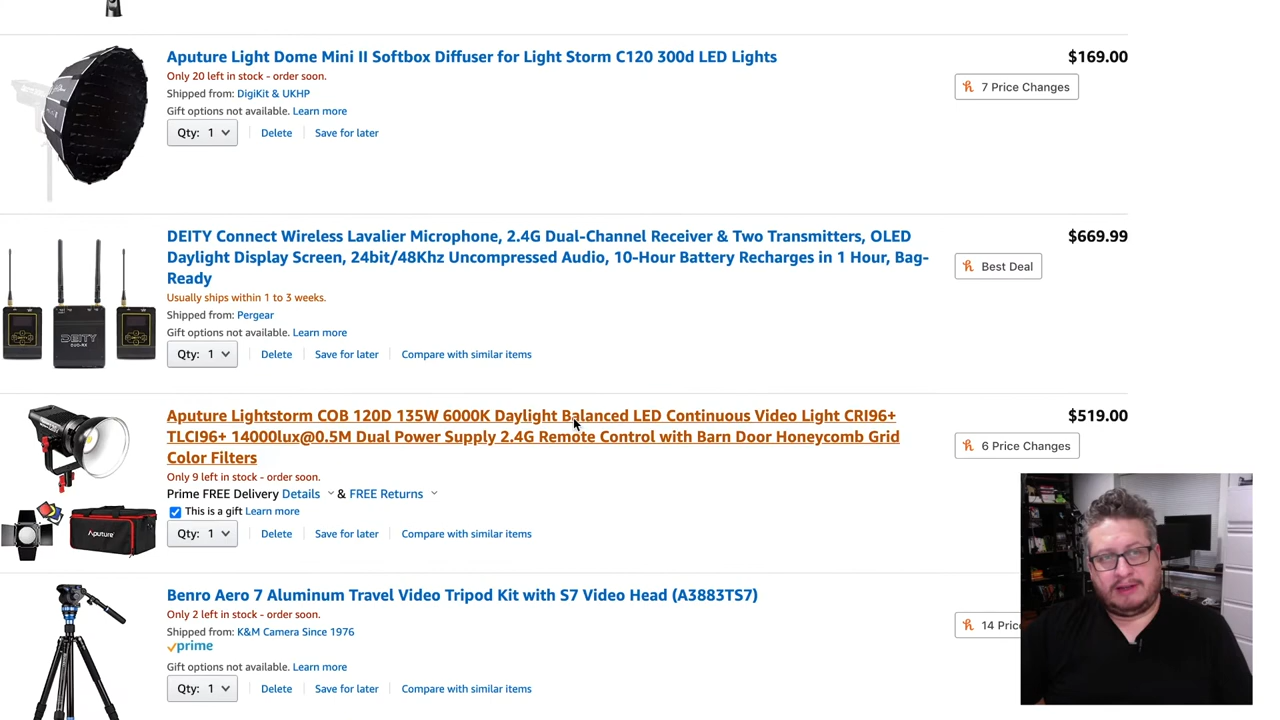 Aputure Light Dome Mini II Softbox Diffuser for Light Storm C120 300d LED Lights
$169.00
Only 20 left in stock - order soon.
7 Price Changes
Shipped from: DigiKit & UKHP
Gift options not available. Learn more
Qty: 1
Delete
Save for later
DEITY Connect Wireless Lavalier Microphone, 2.4G Dual-Channel Receiver & Two Transmitters, OLED
$669.99
Daylight Display Screen, 24bit/48Khz Uncompressed Audio, 10-Hour Battery Recharges in 1 Hour, Bag-
Best Deal
Ready
Usually ships within 1 to 3 weeks.
Shipped from: Pergear
Gift options not available. Learn more
DEITY
Qty: 1
Delete
Save for later
Compare with similar items
Aputure Lightstorm COB 120D 135W 6000K Daylight Balanced LED Continuous Video Light CRI96+
$519.00
TLCI96+ 14000lux@0.5M Dual Power Supply 2.4G Remote Control with Barn Door Honeycomb Grid
6 Price Changes
Color Filters
Only 9 left in stock - order soon.
Prime FREE Delivery Details & FREE Returns
This is a gift Learn more
Aputure
Qty: 1
Delete
Save for later
Compare with similar items
Benro Aero 7 Aluminum Travel Video Tripod Kit with S7 Video Head (A3883TS7)
Only 2 left in stock - order soon.
14 Pric
Shipped from: K&M Camera Since 1976
prime
Gift options not available. Learn more
Qty: 1
Delete
Save for later
Compare with similar items